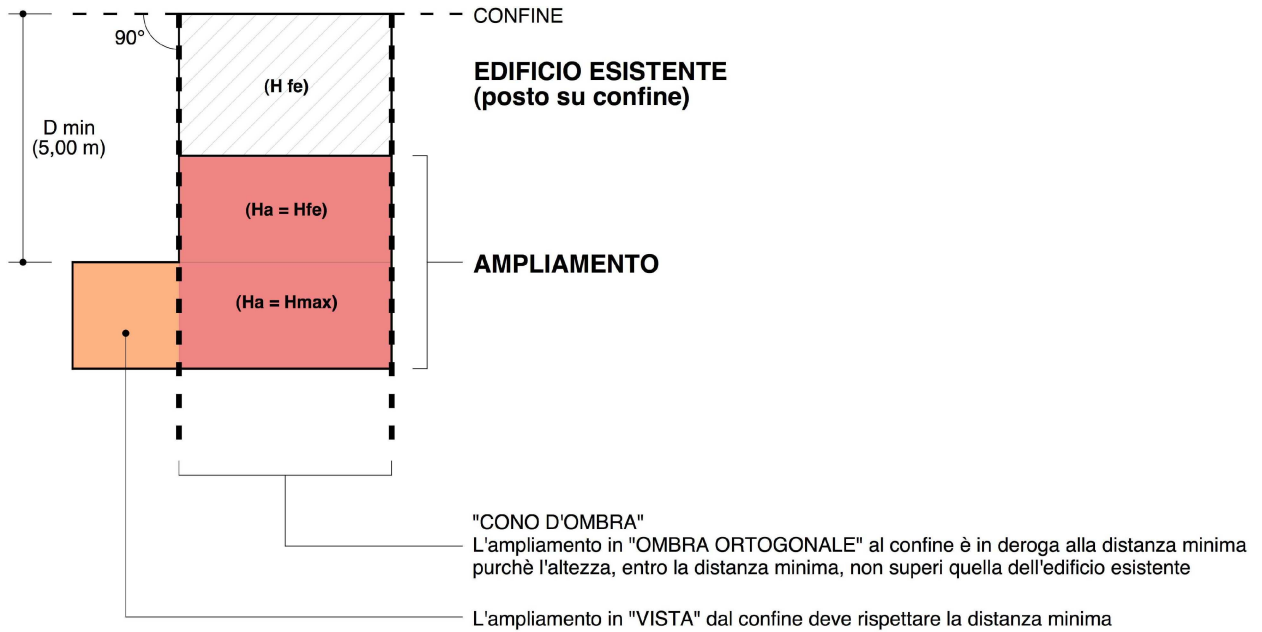 CONFINE
90°
(H fe)
EDIFICIO ESISTENTE
(posto su confine)
D min
(5,00 m)
(Ha = Hfe)
AMPLIAMENTO
(Ha = Hmax)
"CONO D'OMBRA"
L'ampliamento in "OMBRA ORTOGONALE" al confine è in deroga alla distanza minima
purchè l'altezza, entro la distanza minima, non superi quella dell'edificio esistente
L'ampliamento in "VISTA" dal confine deve rispettare la distanza minima